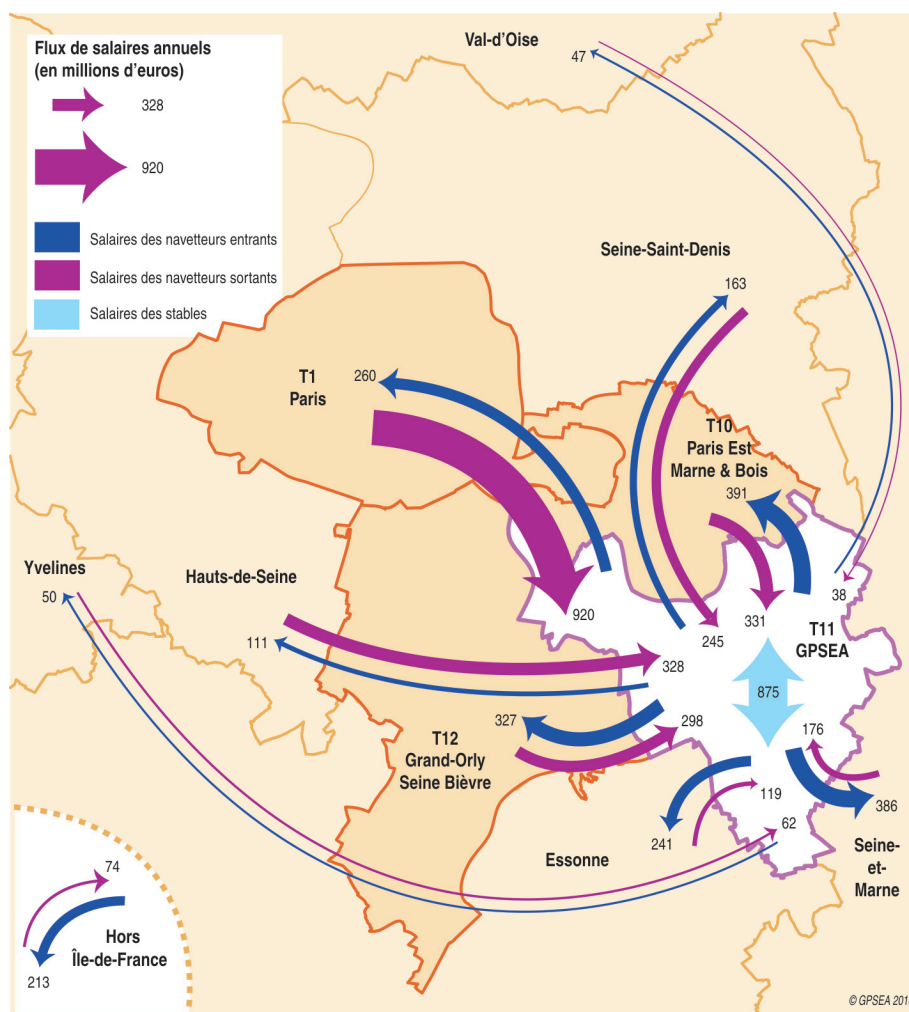 Flux de salaires annuels
(en millions d'euros)
328
920
Salaires des navetteurs entrants
Salaires des navetteurs sortants
Salaires des stables
Val-d'Oise
47
Seine-Saint-Denis
163
T1
Paris
260
T10
Paris Est
Marne & Bois
391
Yvelines
50
Hauts-de-Seine
111
920
245
331
38
T11
GPSEA
328
875
327
298
176
T12
Grand-Orly
Seine Bièvre
119
386
62
241
Essonne
Seine-
et-
Marne
74
Hors
Île-de-France
213
© GPSEA 201